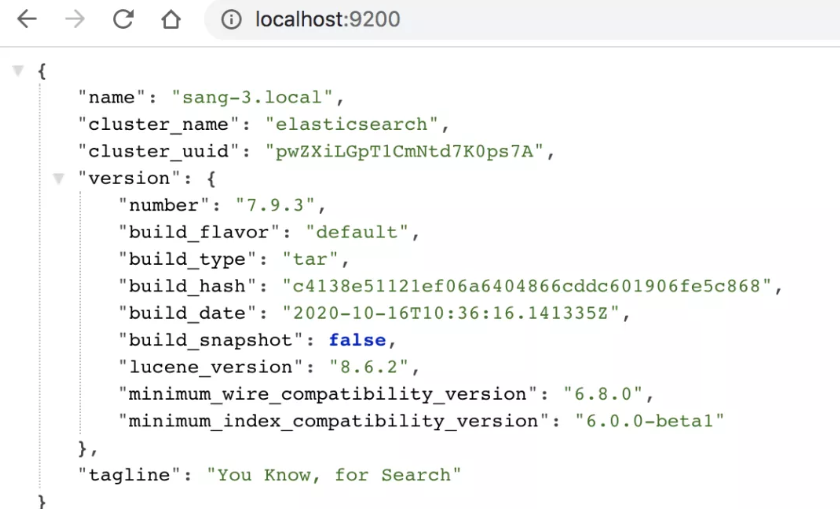 localhost:9200
{
"name": "sang-3.local",
"cluster_name": "elasticsearch",
"cluster_uuid": "pwZXiLGpTlCmNtd7K0ps7A",
"version": {
"number": "7.9.3",
"build_flavor": "default",
"build_type": "tar",
"build_hash": "c4138e51121ef06a6404866cddc601906fe5c868",
"build_date": "2020-10-16T10:36:16.141335Z",
"build_snapshot": false,
"lucene_version": "8.6.2",
"minimum_wire_compatibility_version": "6.8.0",
"minimum_index_compatibility_version": "6.0.0-beta1"
},
"tagline": "You Know, for Search"
}